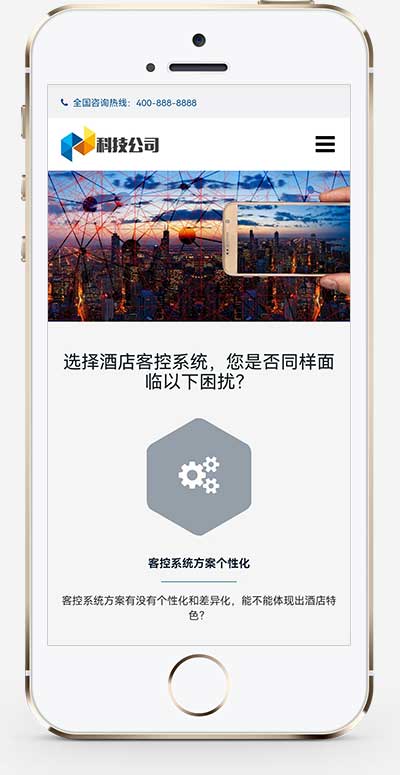 全国咨询热线：400-888-8888
科技公司
选择酒店客控系统，您是否同样面
临以下困扰？
客控系统方案个性化
客控系统方案有没有个性化和差异化，能不能体现出酒店特
色？